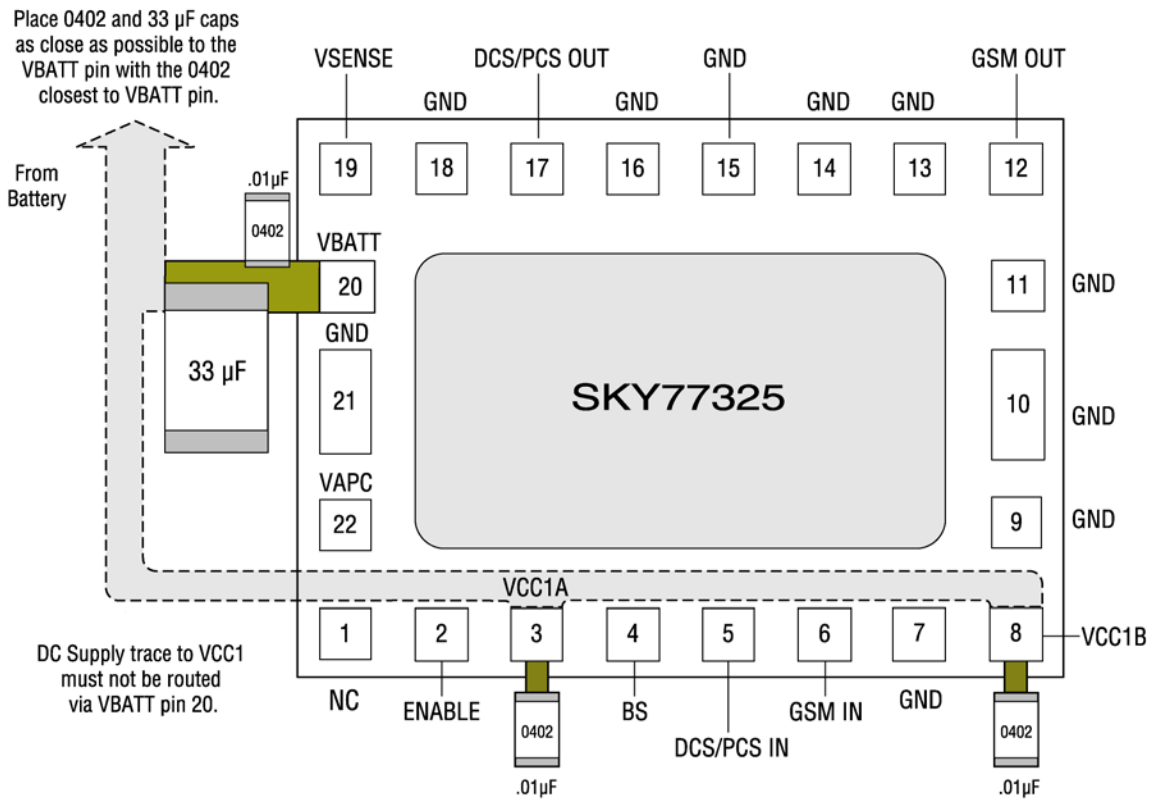 Place 0402 and 33 µF caps
as close as possible to the
VBATT pin with the 0402
closest to VBATT pin.
VSENSE
DCS/PCS OUT
GND
GSM OUT
GND
GND
GND
GND
From
Battery
19
18
17
16
15
14
13
12
.01µF
0402
VBATT
20
11
GND
GND
33 µF
21
SKY77325
10
GND
VAPC
22
9
GND
VCC1A
1
2
3
4
5
6
7
8
VCC1B
DC Supply trace to VCC1
must not be routed
via VBATT pin 20.
NC
ENABLE
BS
GSM IN
GND
DCS/PCS IN
0402
0402
.01µF
.01µF